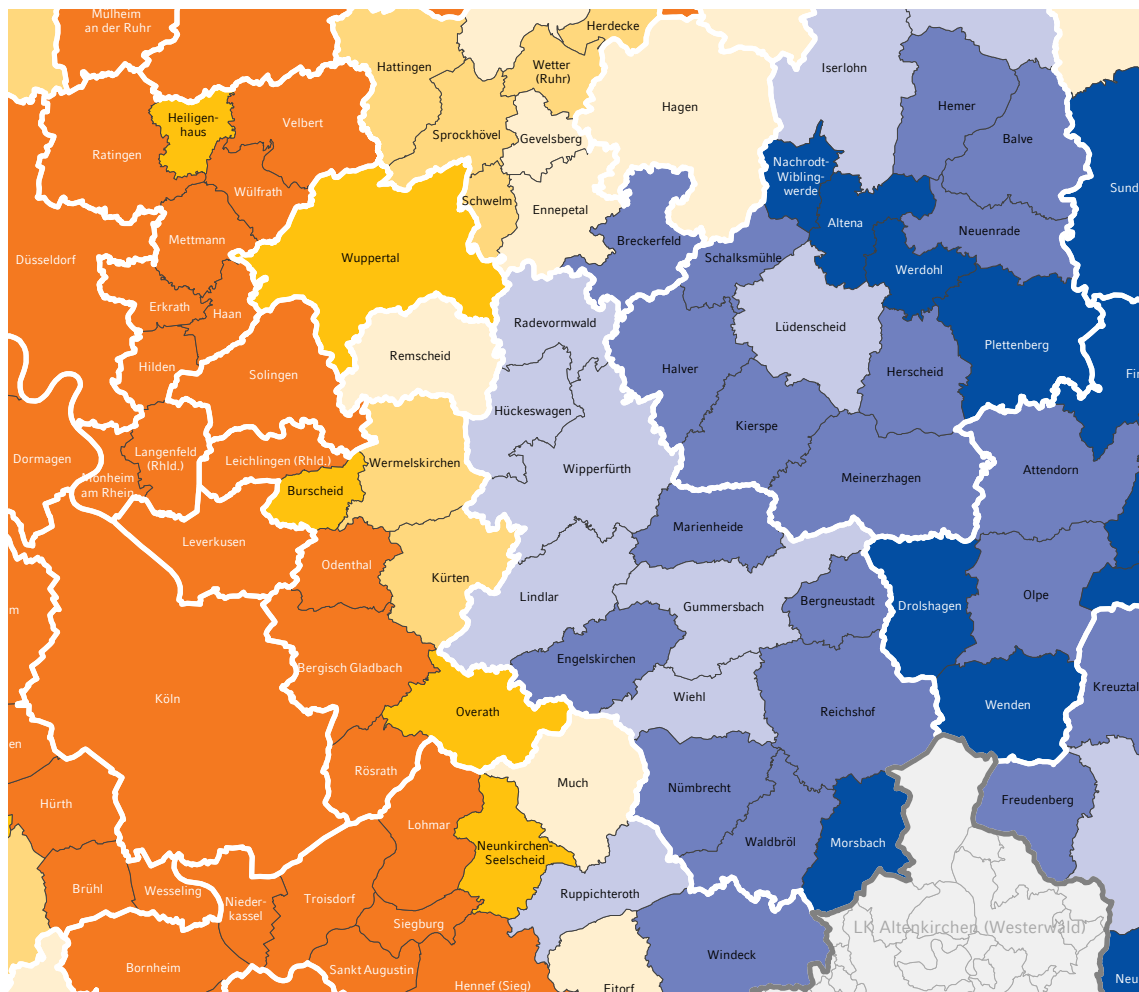 Mülheim
an der Ruhr
Herdecke
Hattingen
Wetter
(Ruhr)
Iserlohn
Hagen
Hemer
Heiligen-
haus
Velbert
Sprockhövel
Gevelsberg
Balve
Ratingen
Nachrodt-
Wibling-
werde
Sund
Wülfrath
Schwelm
Ennepetal
Altena
Mettmann
Breckerfeld
Neuenrade
Düsseldorf
Wuppertal
Schalksmühle
Werdohl
Erkrath
Haan
Radevormwald
Lüdenscheid
Plettenberg
Remscheid
Hilden
Solingen
Halver
Herscheid
Fin
Hückeswagen
Kierspe
Dormagen
Langenfeld
(Rhld.)
Leichlingen (Rhld.)
Wermelskirchen
Wipperfürth
Attendorn
Monheim
am Rhein
Burscheid
Meinerzhagen
Marienheide
Leverkusen
Odenthal
Kürten
Lindlar
Gummersbach
Bergneustadt
Drolshagen
Olpe
m
Engelskirchen
Bergisch Gladbach
Kreuztal
Köln
Wiehl
Overath
Reichshof
Wenden
en
Rösrath
Much
Nümbrecht
Hürth
Freudenberg
Lohmar
Neunkirchen-
Seelscheid
Waldbröl
Morsbach
Brühl
Wesseling
Nieder-
kassel
Troisdorf
Ruppichteroth
Siegburg
LK Altenkirchen (Westerwald)
Windeck
Bornheim
Sankt Augustin
Hennef (Sieg)
Eitorf
Neu